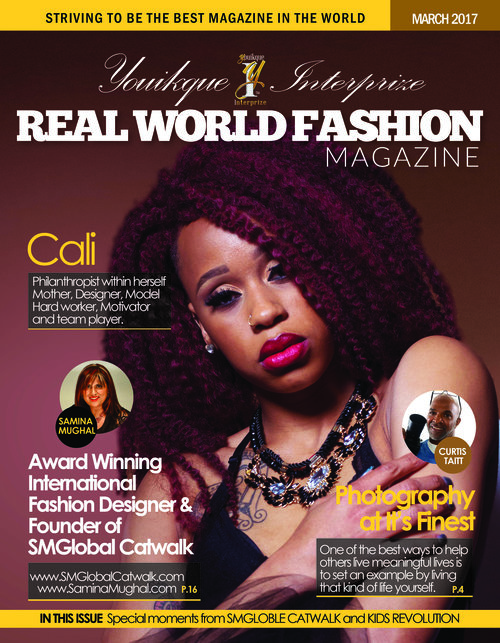 STRIVING TO BE THE BEST MAGAZINE IN THE WORLD
MARCH 2017
Youikque Interprize
Youikque
Y
Interprize
REAL WORLD FASHION
MAGAZINE
Cali
Philanthropist within herself
Mother, Designer, Model
Hard worker, Motivator
and team player.
SAMINA
MUGHAL
CURTIS
TAITT
Award Winning
International
Fashion Designer &
Founder of
SMGlobal Catwalk
www.SMGlobalCatwalk.com
www.SaminaMughal.com P.16
Photography
at it's Finest
One of the best ways to help
others live meaningful lives is
to set an example by living
that kind of life yourself. P.4
IN THIS ISSUE Special moments from SMGLOBLE CATWALK and KIDS REVOLUTION